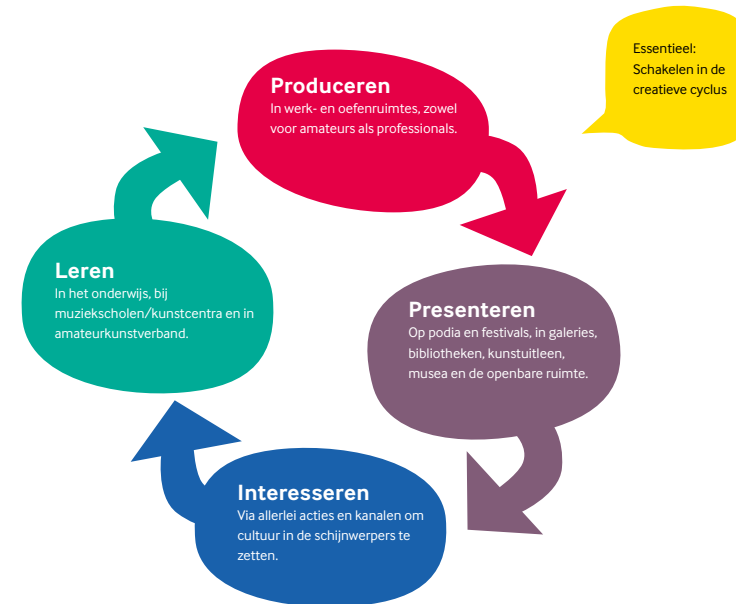 Essentieel:
Schakelen in de
creatieve cyclus
Produceren
In werk- en oefenruimtes, zowel
voor amateurs als professionals.
Leren
In het onderwijs, bij
muziekscholen/kunstcentra en in
amateurkunstverband.
Presenteren
Op podia en festivals, in galeries,
bibliotheken, kunstuitleen,
musea en de openbare ruimte.
Interesseren
Via allerlei acties en kanalen om
cultuur in de schijnwerpers te
zetten.